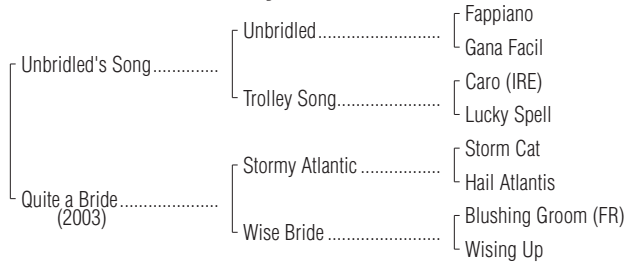 Fappiano
Unbridled
Gana Facil
Unbridled's Song
Caro (IRE)
Trolley Song
Lucky Spell
Storm Cat
Stormy Atlantic
Hail Atlantis
Quite a Bride
(2003)
Blushing Groom (FR)
Wise Bride
Wising Up